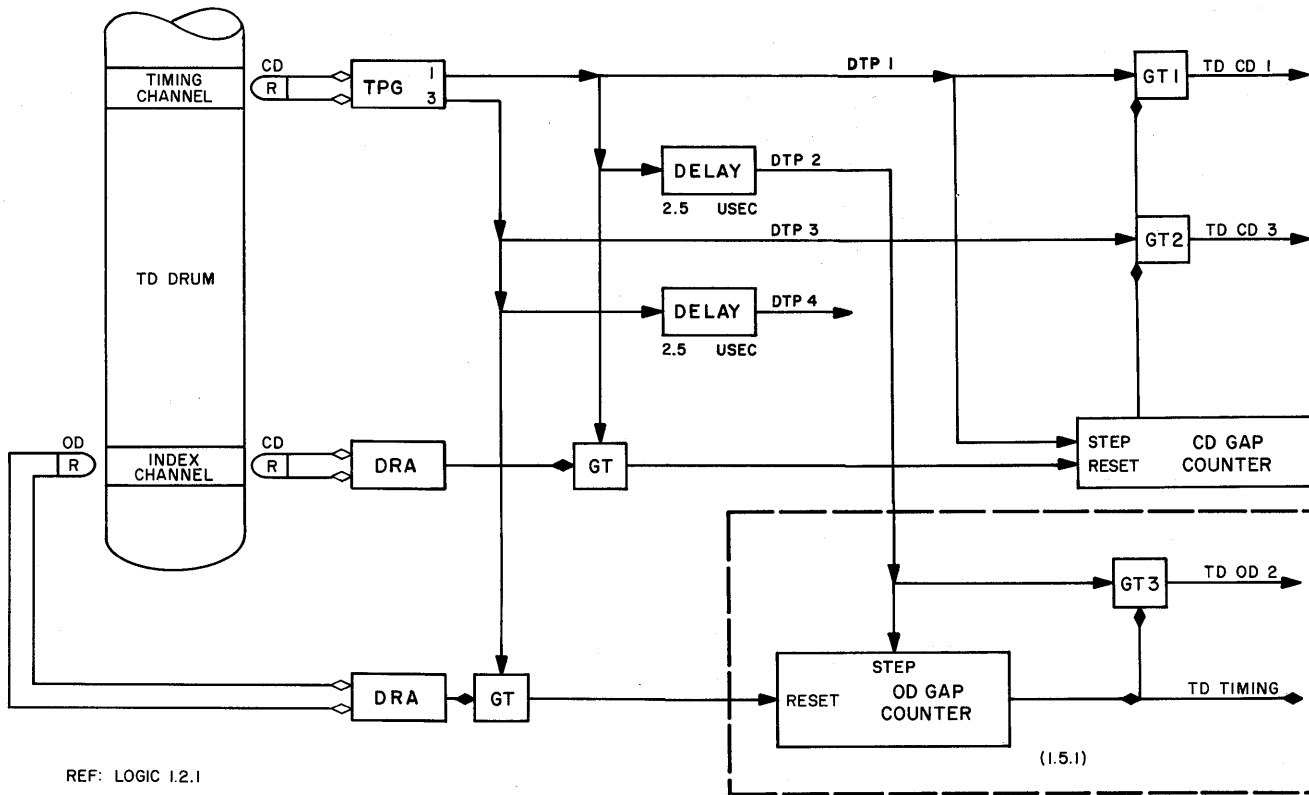 CD
TIMING
CHANNEL
R
TPG
1
3
DTP 1
GT1
TD CD 1
DELAY
DTP 2
2.5 USEC
DTP 3
GT2
TD CD 3
TD DRUM
DELAY
DTP 4
2.5 USEC
OD
R
INDEX
CHANNEL
CD
R
DRA
GT
STEP
RESET
CD GAP
COUNTER
GT3
TD OD 2
DRA
GT
STEP
RESET
OD GAP
COUNTER
TD TIMING
(1.5.1)
REF: LOGIC 1.2.1